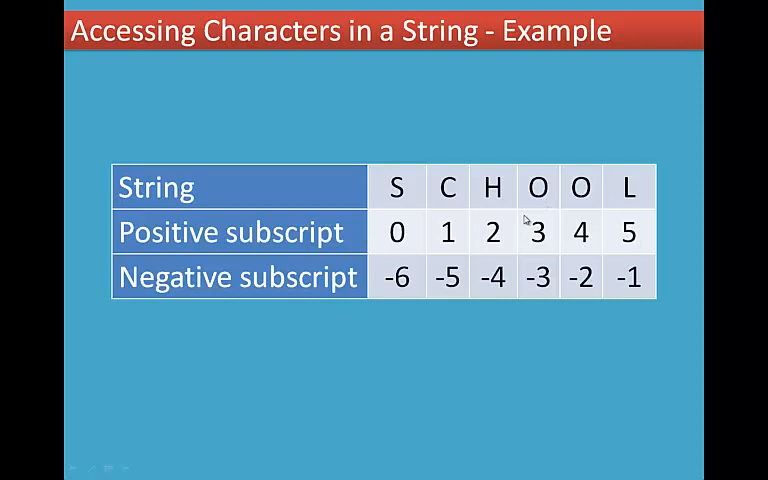 Accessing Characters in a String - Example
String S C H O O L
Positive subscript 0 1 2 3 4 5
Negative subscript -6 -5 -4 -3 -2 -1